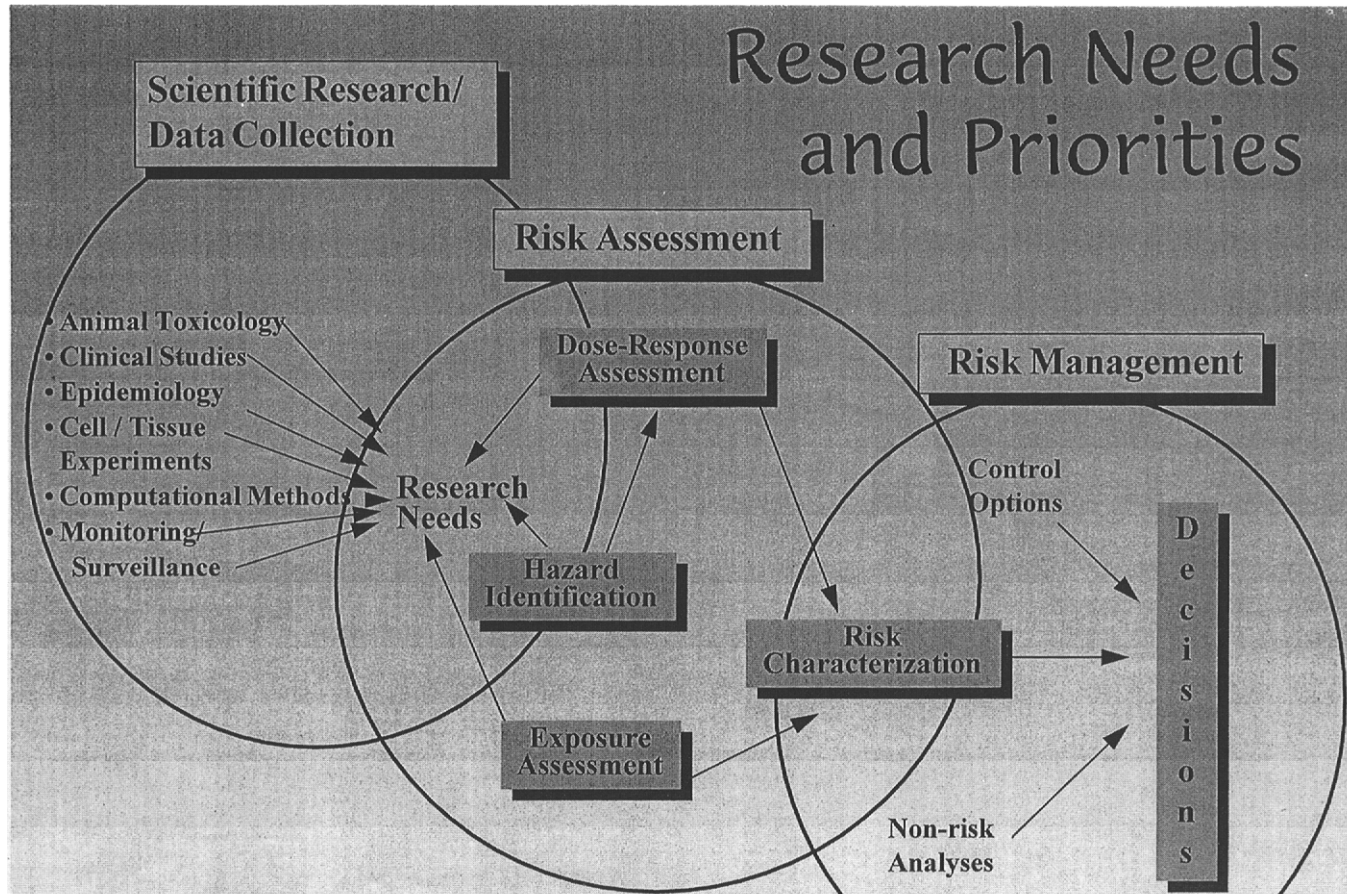 Research Needs
and Priorities
Scientific Research/
Data Collection
Risk Assessment
• Animal Toxicology
• Clinical Studies
• Epidemiology
• Cell / Tissue
Experiments
• Computational Methods
• Monitoring/
Surveillance
Dose-Response
Assessment
Research
Needs
Hazard
Identification
Exposure
Assessment
Risk Management
Control
Options
Risk
Characterization
Non-risk
Analyses
Decisions